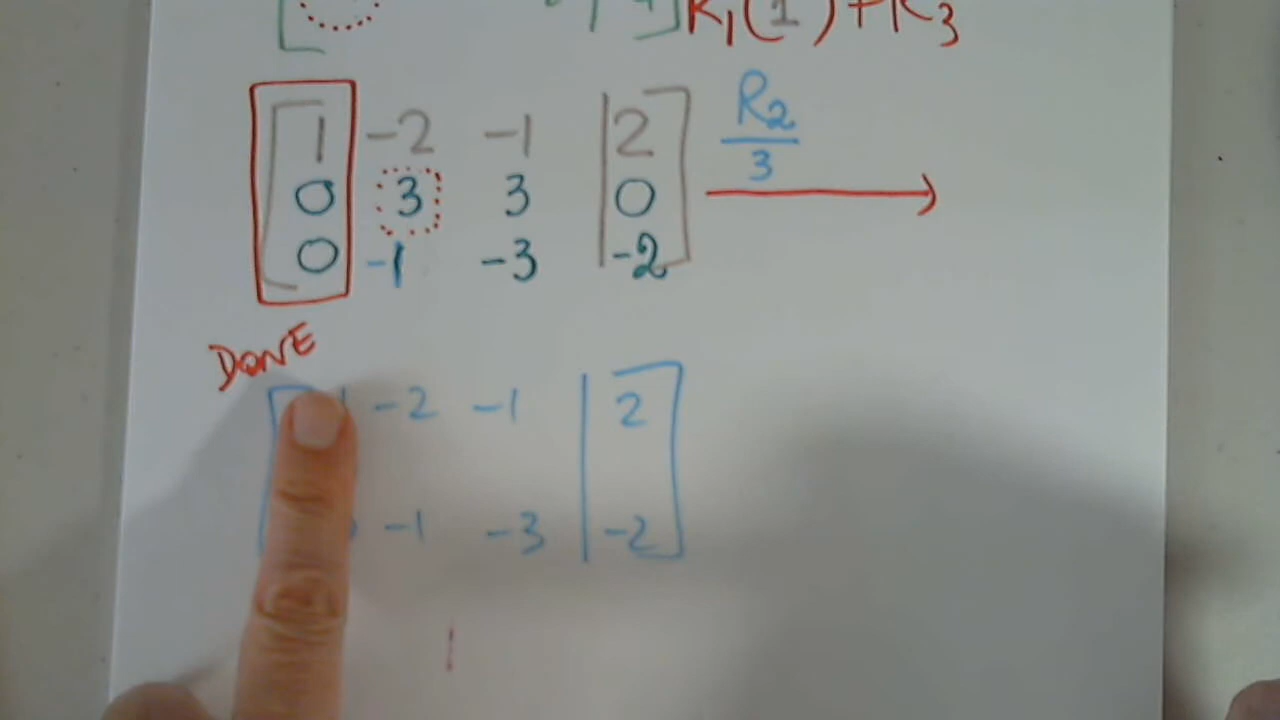 R1(1)+R3
1 -2 -1 2
0 3 3 0
0 -1 -3 -2
R2
3
DONE
1 -2 -1 2
-1 -3 -2